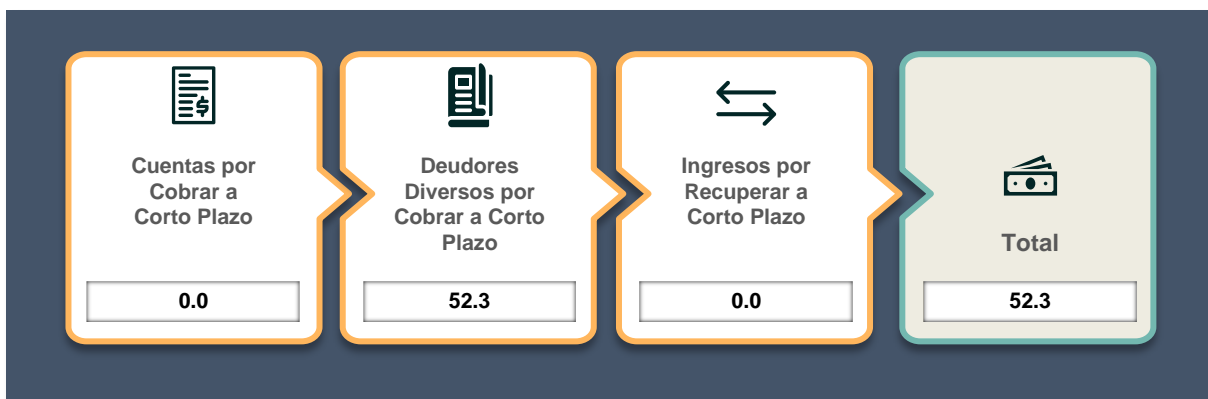 Cuentas por
Cobrar a
Corto Plazo
0.0
Deudores
Diversos por
Cobrar a Corto
Plazo
52.3
Ingresos por
Recuperar a
Corto Plazo
0.0
Total
52.3